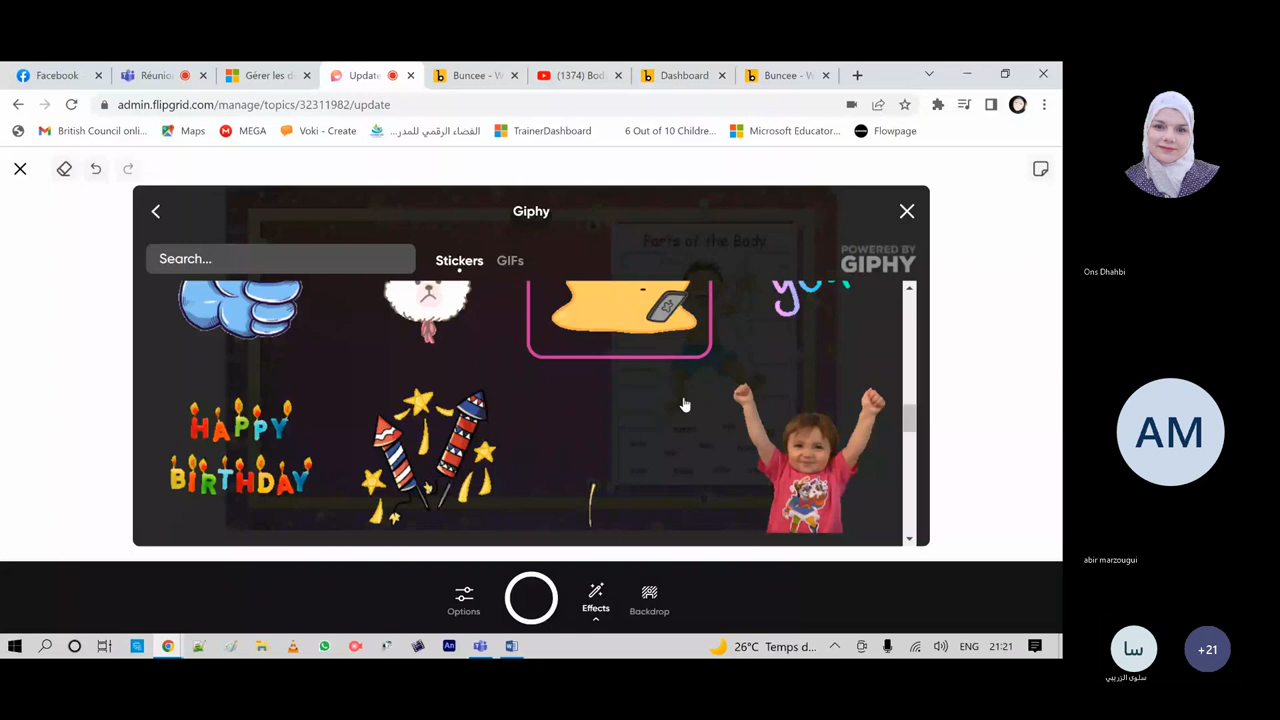 Facebook
Réunio
Gérer les de
Update
Buncee - W
(1374) Bod
Dashboard
Buncee - W
admin.flipgrid.com/manage/topics/32311982/update
British Council onli...
Maps
MEGA
Voki - Create
الفضاء الرقمي للمدر...
TrainerDashboard
6 Out of 10 Childre...
Microsoft Educator...
Flowpage
Giphy
Parts of the Body
Search...
Stickers
GIFs
POWERED BY
GIPHY
you
HAPPY
BIRTHDAY
Options
Effects
Backdrop
26°C Temps d...
ENG
21:21
Ons Dhahbi
AM
abir marzougui
سا
+21
سلوى الزريبي